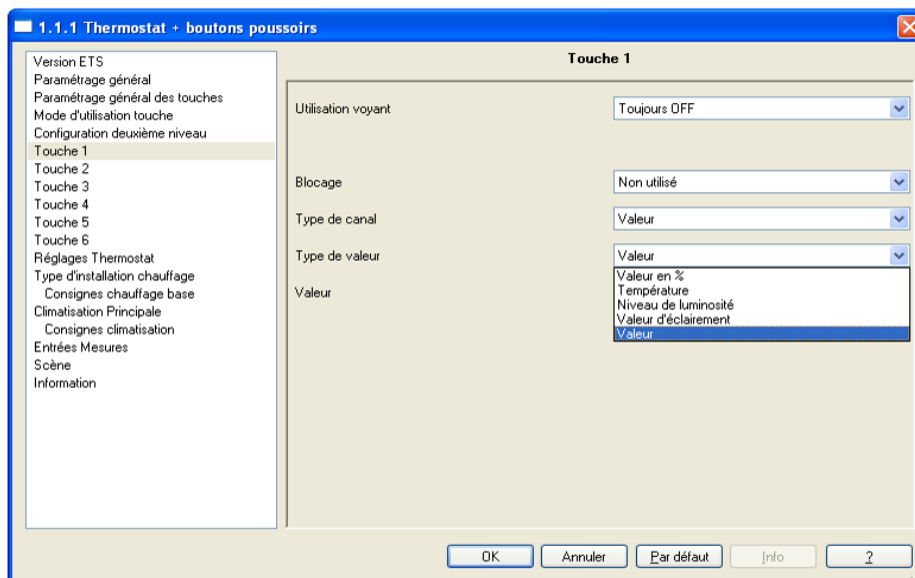 1.1.1 Thermostat + boutons poussoirs
Version ETS
Paramétrage général
Paramétrage général des touches
Mode d'utilisation touche
Configuration deuxième niveau
Touche 1
Touche 2
Touche 3
Touche 4
Touche 5
Touche 6
Réglages Thermostat
Type d'installation chauffage
Consignes chauffage base
Climatisation Principale
Consignes climatisation
Entrées Mesures
Scène
Information
Touche 1
Utilisation voyant Toujours OFF
Blocage Non utilisé
Type de canal Valeur
Type de valeur Valeur
Valeur en %
Température
Niveau de luminosité
Valeur d'éclairement
Valeur
Valeur
OK Annuler Par défaut Info ?